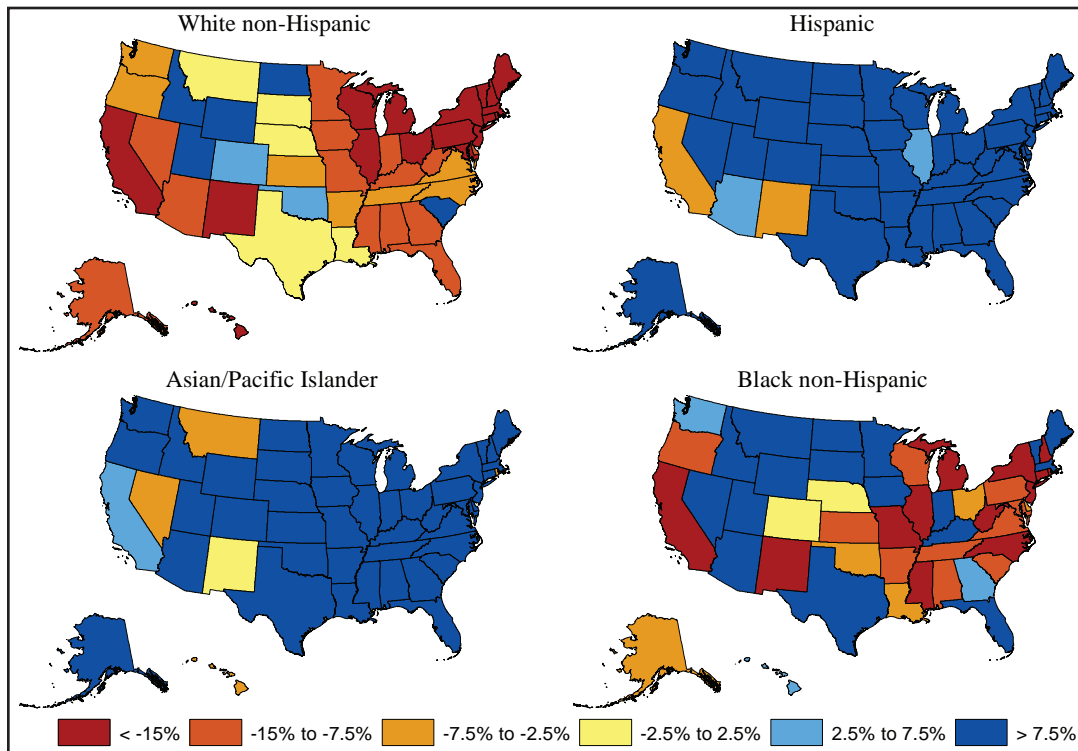 White non-Hispanic
Hispanic
Asian/Pacific Islander
Black non-Hispanic
< -15%
-15% to -7.5%
-7.5% to -2.5%
-2.5% to 2.5%
2.5% to 7.5%
> 7.5%